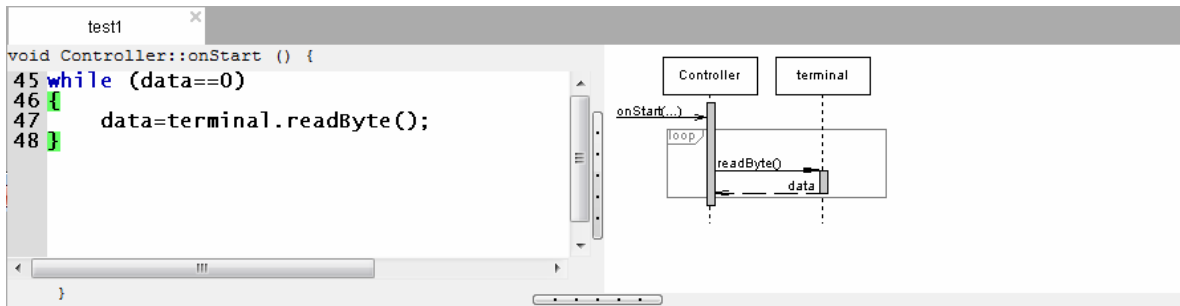 test1
void Controller::onStart () {
45 while (data==0)
46 {
47 data=terminal.readByte();
48 }
}
Controller terminal
onStart(...)
loop
readByte()
data